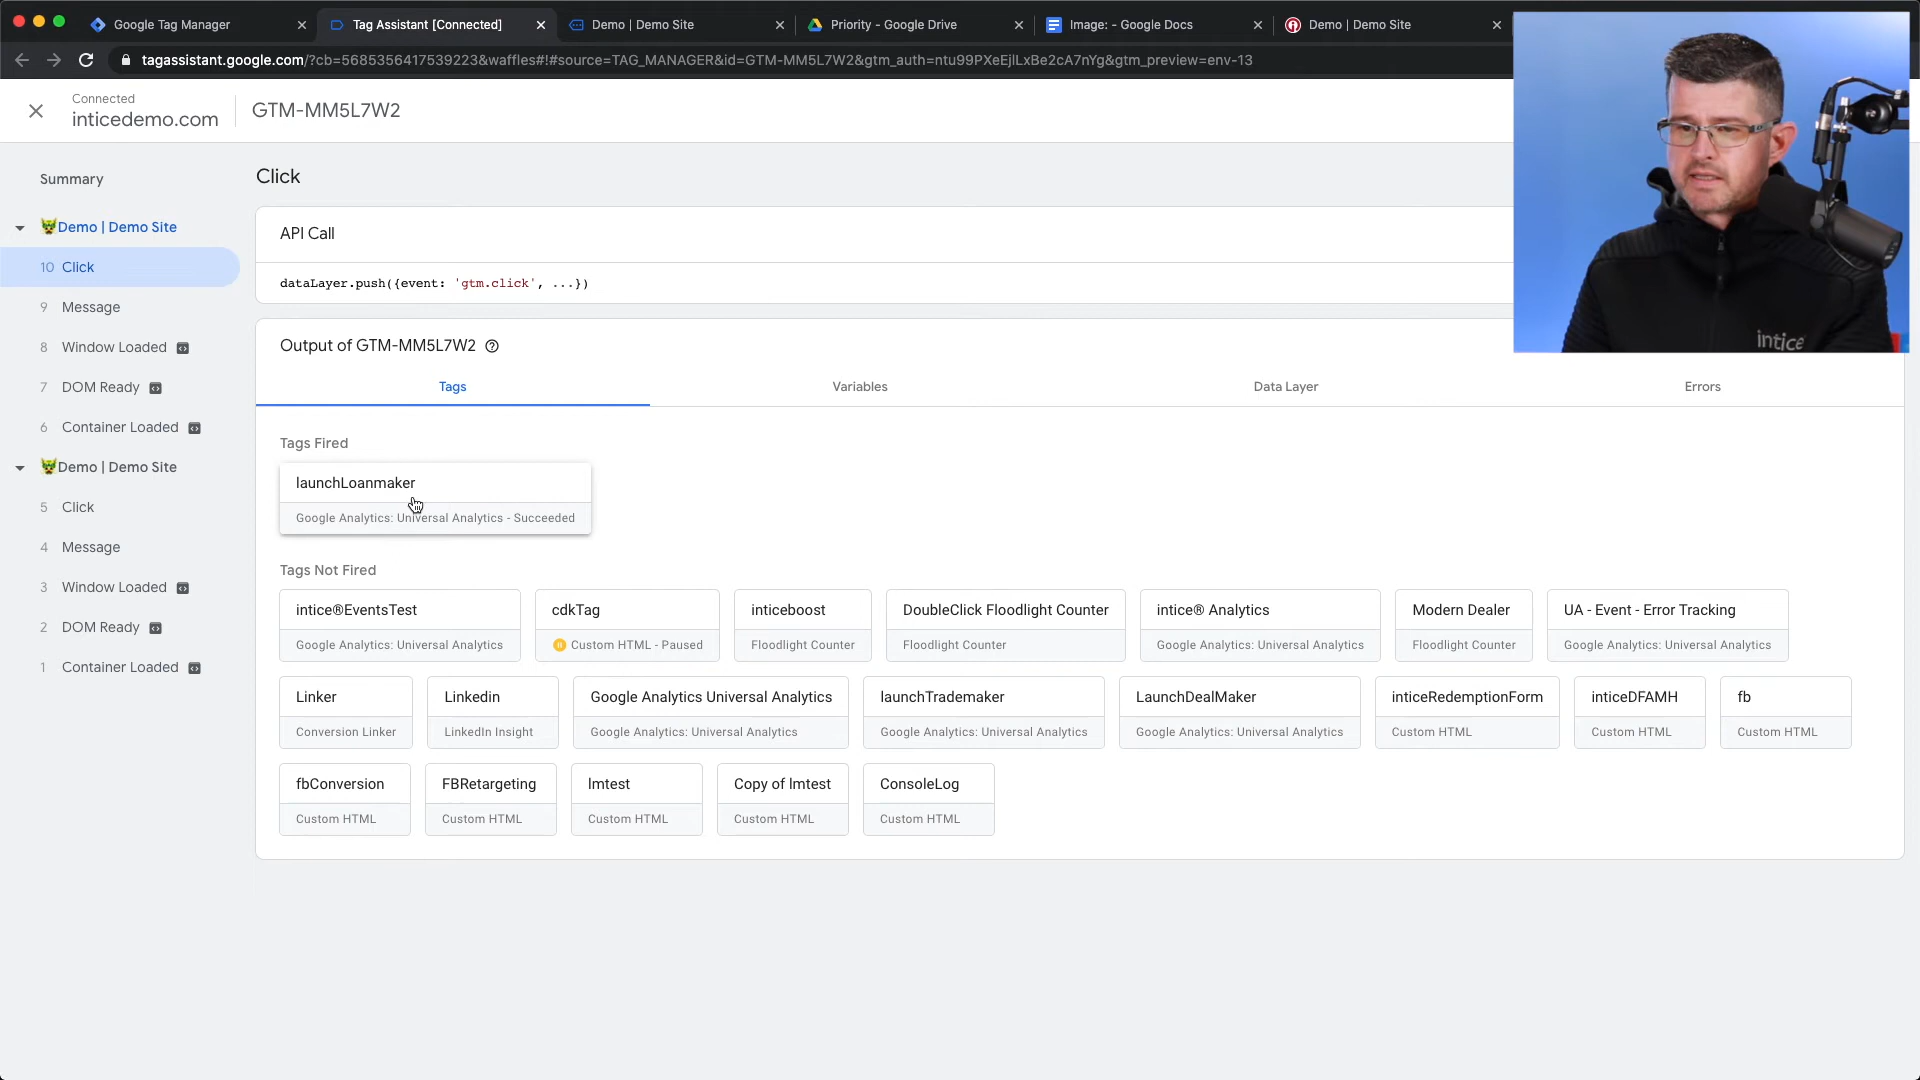 Google Tag Manager
Tag Assistant [Connected]
Demo | Demo Site
Priority - Google Drive
Image: - Google Docs
Demo | Demo Site
tagassistant.google.com/?cb=5685356417539223&waffles#!#source=TAG_MANAGER&id=GTM-MM5L7W2&gtm_auth=ntu99PXeEjlLxBe2cA7nYg&gtm_preview=env-13
Connected
inticedemo.com
GTM-MM5L7W2
Summary
Demo | Demo Site
10 Click
9 Message
8 Window Loaded
7 DOM Ready
6 Container Loaded
Demo | Demo Site
5 Click
4 Message
3 Window Loaded
2 DOM Ready
1 Container Loaded
Click
API Call
dataLayer.push({event: 'gtm.click', ...})
Output of GTM-MM5L7W2
Tags
Variables
Data Layer
Errors
Tags Fired
launchLoanmaker
Google Analytics: Universal Analytics - Succeeded
Tags Not Fired
intice®EventsTest
Google Analytics: Universal Analytics
cdkTag
Custom HTML - Paused
inticeboost
Floodlight Counter
DoubleClick Floodlight Counter
Floodlight Counter
intice® Analytics
Google Analytics: Universal Analytics
Modern Dealer
Floodlight Counter
UA - Event - Error Tracking
Google Analytics: Universal Analytics
Linker
Conversion Linker
Linkedin
LinkedIn Insight
Google Analytics Universal Analytics
Google Analytics: Universal Analytics
launchTrademaker
Google Analytics: Universal Analytics
LaunchDealMaker
Google Analytics: Universal Analytics
inticeRedemptionForm
Custom HTML
inticeDFAMH
Custom HTML
fb
Custom HTML
fbConversion
Custom HTML
FBRetargeting
Custom HTML
lmtest
Custom HTML
Copy of lmtest
Custom HTML
ConsoleLog
Custom HTML
intice